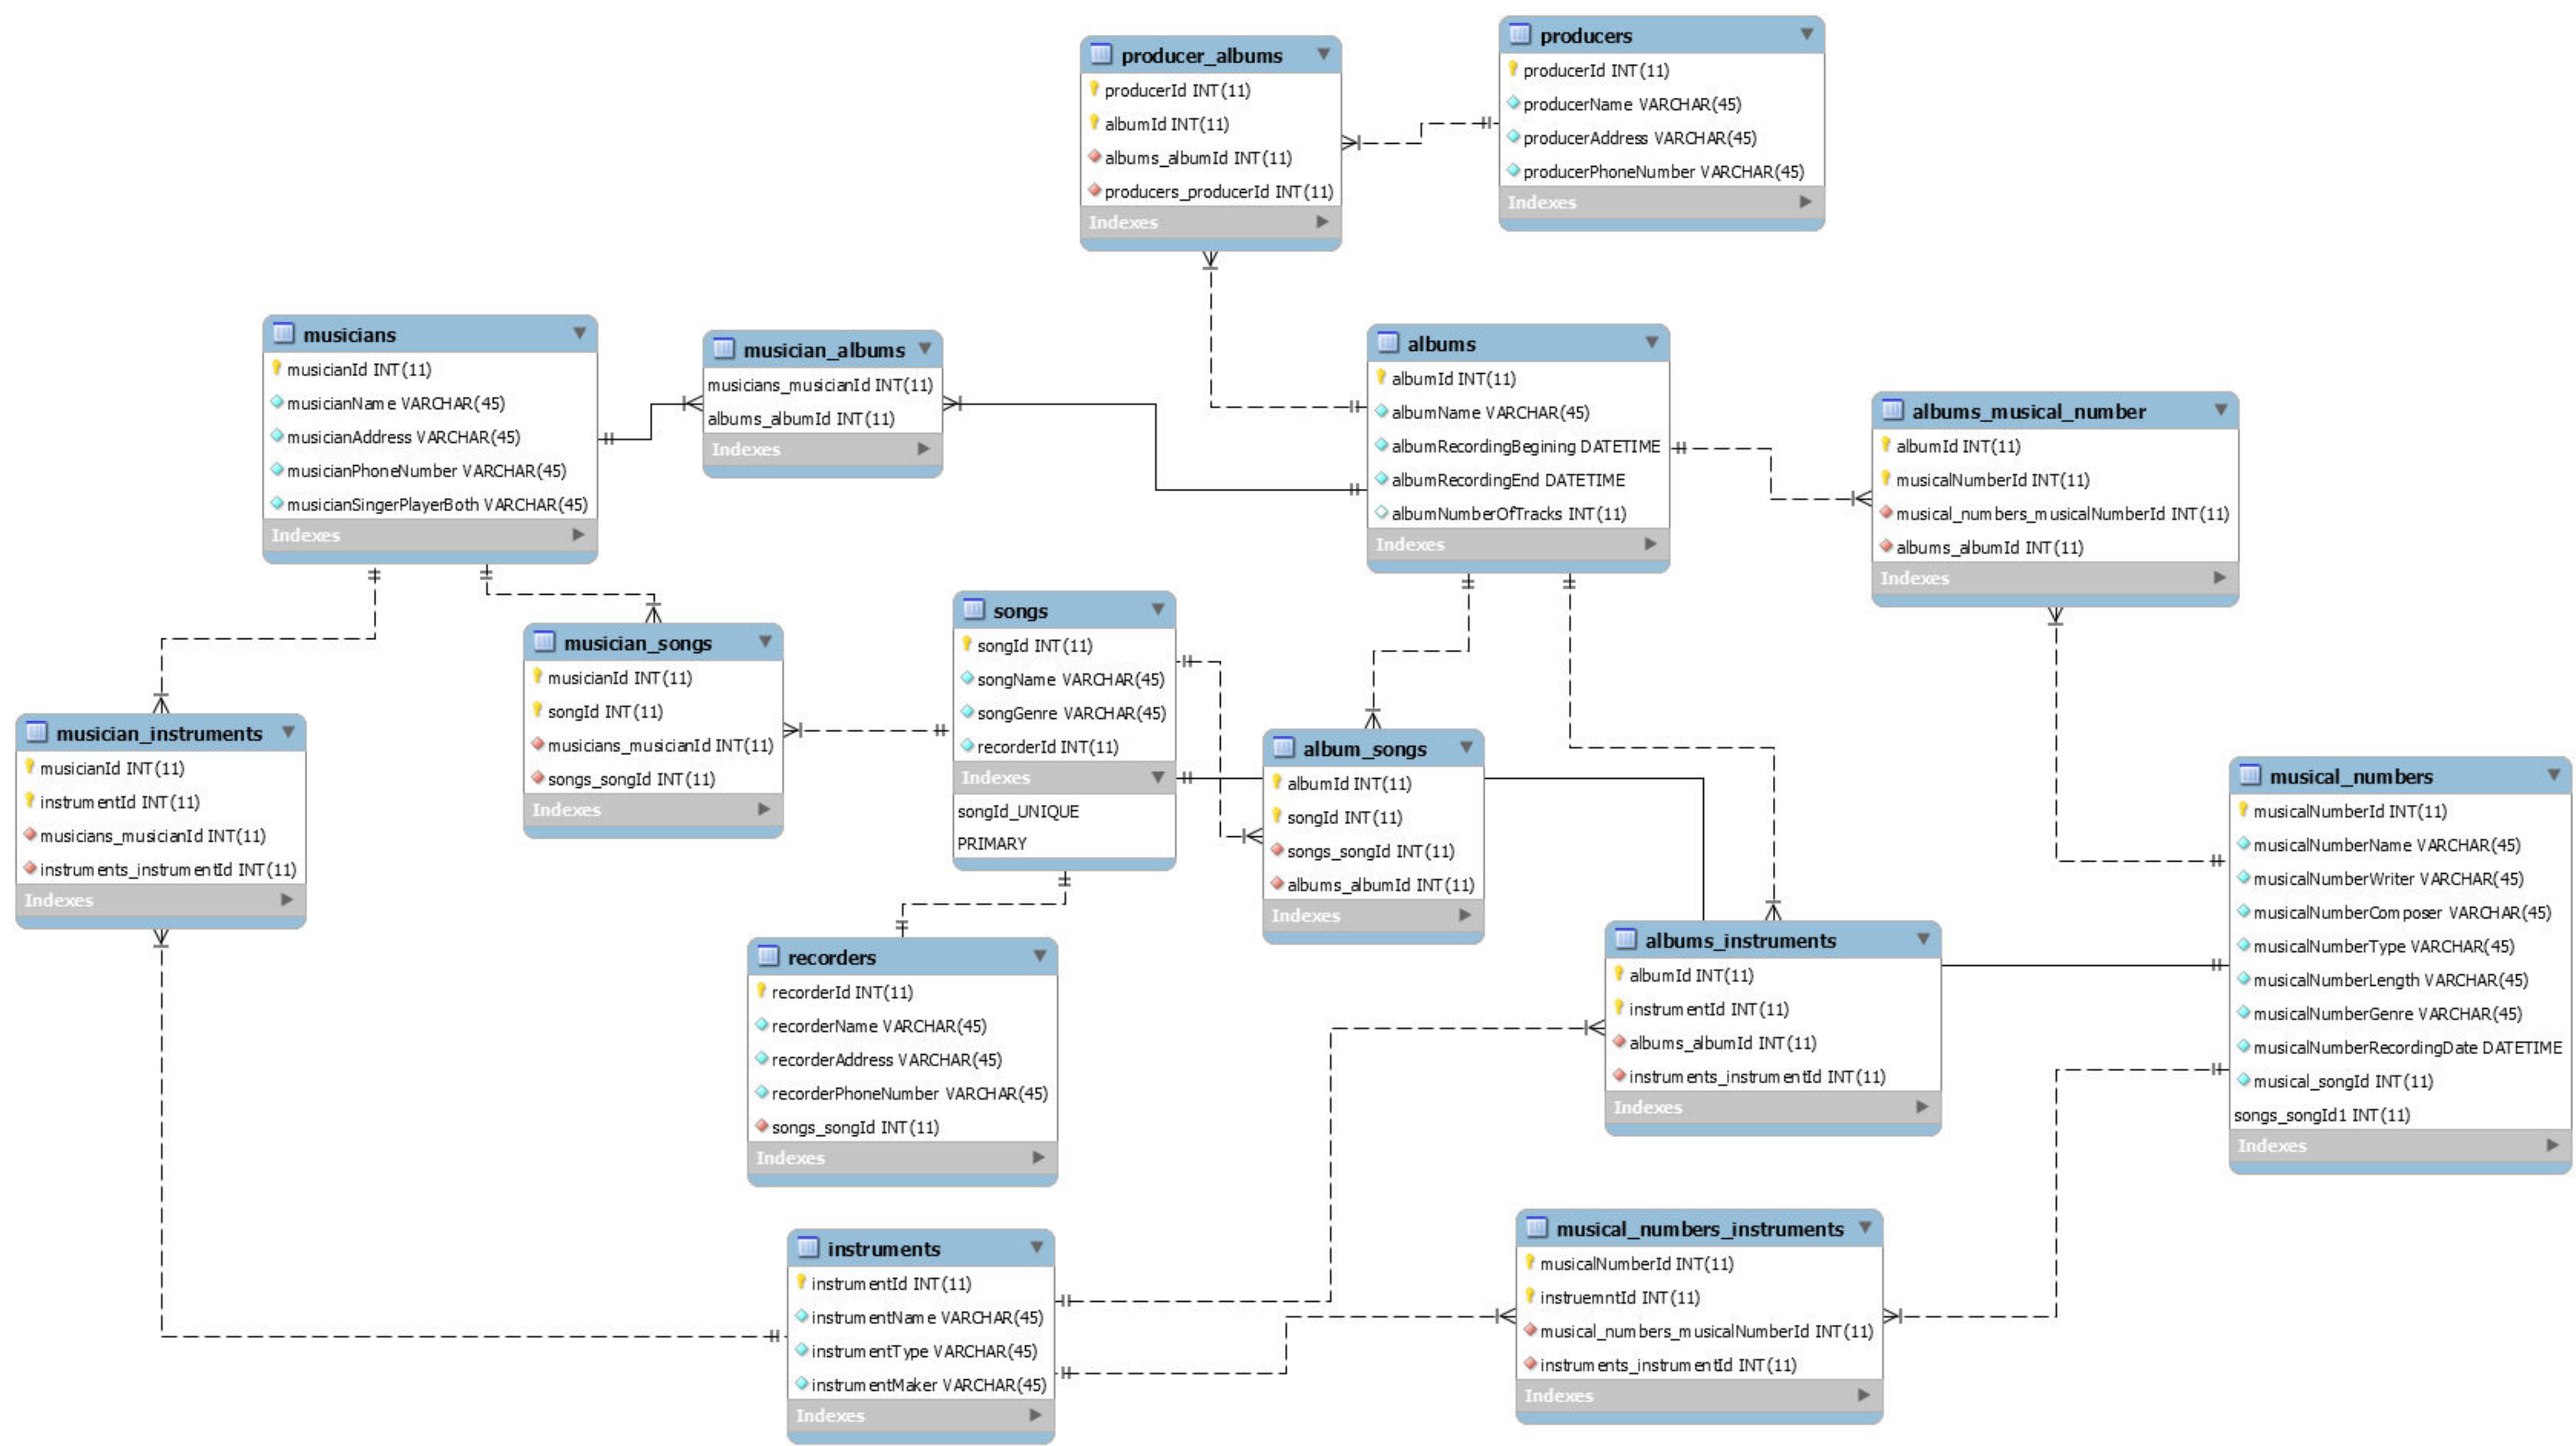 producer_albums
producerId INT(11)
albumId INT(11)
albums_albumId INT(11)
producers_producerId INT(11)
Indexes
producers
producerId INT(11)
producerName VARCHAR(45)
producerAddress VARCHAR(45)
producerPhoneNumber VARCHAR(45)
Indexes
musicians
musicianId INT(11)
musicianName VARCHAR(45)
musicianAddress VARCHAR(45)
musicianPhoneNumber VARCHAR(45)
musicianSingerPlayerBoth VARCHAR(45)
Indexes
musician_albums
musicians_musicianId INT(11)
albums_albumId INT(11)
Indexes
albums
albumId INT(11)
albumName VARCHAR(45)
albumRecordingBegining DATETIME
albumRecordingEnd DATETIME
albumNumberOfTracks INT(11)
Indexes
albums_musical_number
albumId INT(11)
musicalNumberId INT(11)
musical_numbers_musicalNumberId INT(11)
albums_albumId INT(11)
Indexes
musician_songs
musicianId INT(11)
songId INT(11)
musicians_musicianId INT(11)
songs_songId INT(11)
Indexes
songs
songId INT(11)
songName VARCHAR(45)
songGenre VARCHAR(45)
recorderId INT(11)
Indexes
songId_UNIQUE
PRIMARY
musician_instruments
musicianId INT(11)
instrumentId INT(11)
musicians_musicianId INT(11)
instruments_instrumentId INT(11)
Indexes
album_songs
albumId INT(11)
songId INT(11)
songs_songId INT(11)
albums_albumId INT(11)
Indexes
musical_numbers
musicalNumberId INT(11)
musicalNumberName VARCHAR(45)
musicalNumberWriter VARCHAR(45)
musicalNumberComposer VARCHAR(45)
musicalNumberType VARCHAR(45)
musicalNumberLength VARCHAR(45)
musicalNumberGenre VARCHAR(45)
musicalNumberRecordingDate DATETIME
musical_songId INT(11)
songs_songId1 INT(11)
Indexes
recorders
recorderId INT(11)
recorderName VARCHAR(45)
recorderAddress VARCHAR(45)
recorderPhoneNumber VARCHAR(45)
songs_songId INT(11)
Indexes
albums_instruments
albumId INT(11)
instrumentId INT(11)
albums_albumId INT(11)
instruments_instrumentId INT(11)
Indexes
instruments
instrumentId INT(11)
instrumentName VARCHAR(45)
instrumentType VARCHAR(45)
instrumentMaker VARCHAR(45)
Indexes
musical_numbers_instruments
musicalNumberId INT(11)
instruemntId INT(11)
musical_numbers_musicalNumberId INT(11)
instruments_instrumentId INT(11)
Indexes